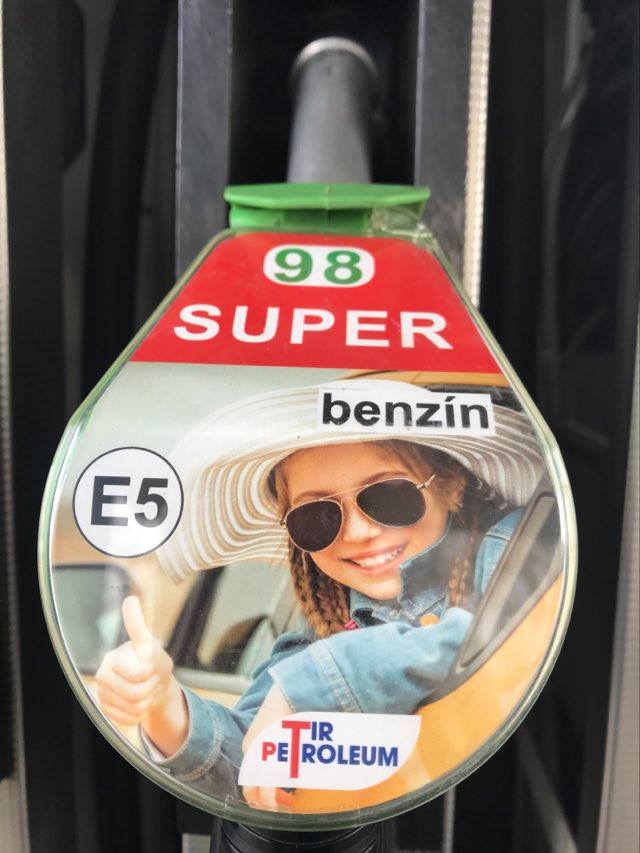 98
SUPER
benzín
E5
TIR
PETROLEUM